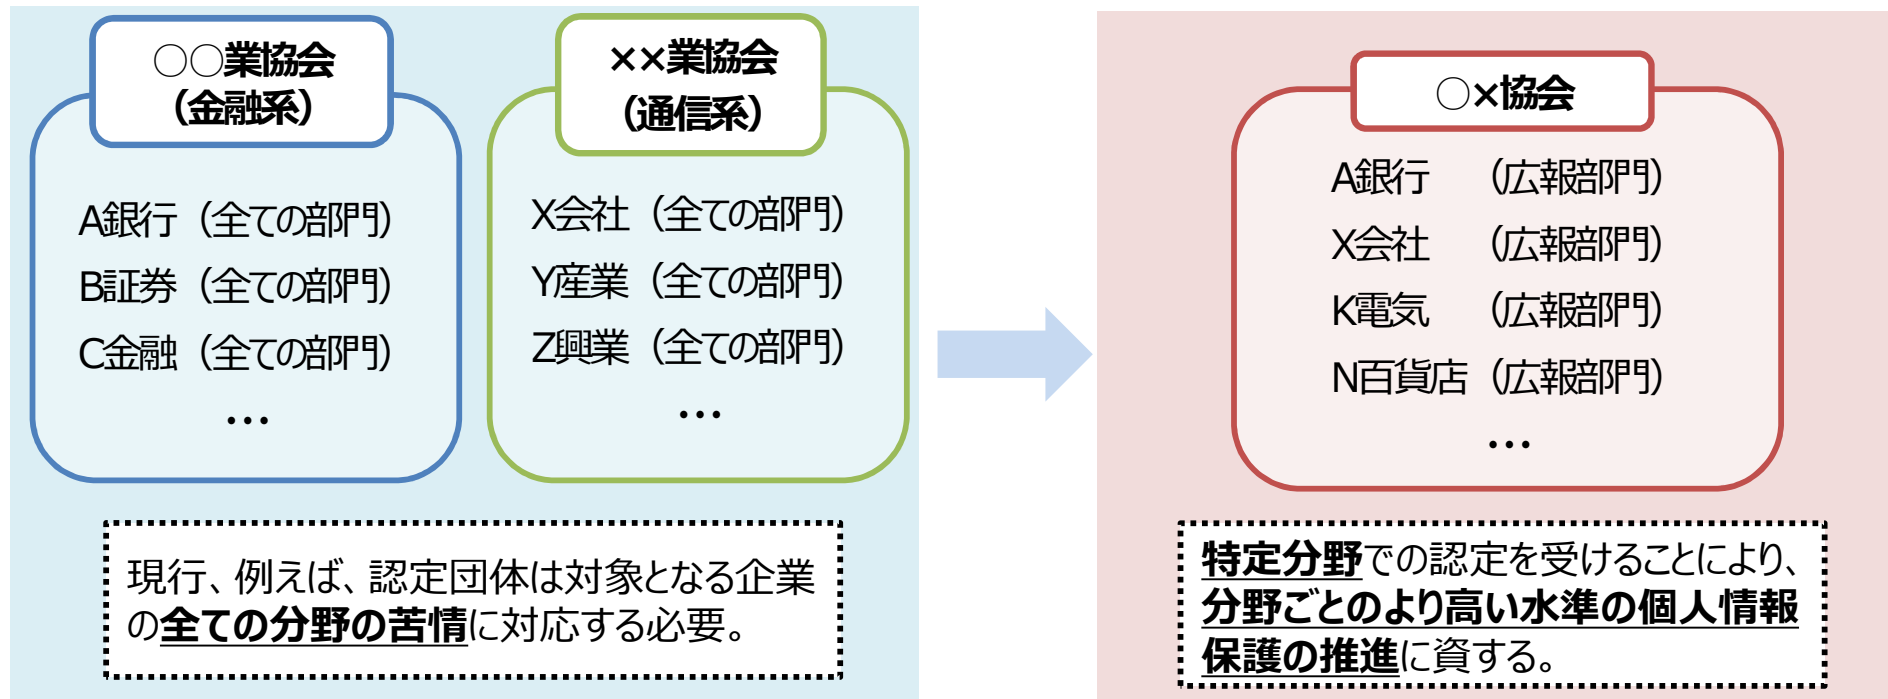 ○○業協会
（金融系）
A銀行（全ての部門）
B証券（全ての部門）
C金融（全ての部門）
…
××業協会
（通信系）
X会社（全ての部門）
Y産業（全ての部門）
Z興業（全ての部門）
…
現行、例えば、認定団体は対象となる企業
の全ての分野の苦情に対応する必要。
○×協会
A銀行　（広報部門）
X会社　（広報部門）
K電気　（広報部門）
N百貨店（広報部門）
…
特定分野での認定を受けることにより、
分野ごとのより高い水準の個人情報
保護の推進に資する。